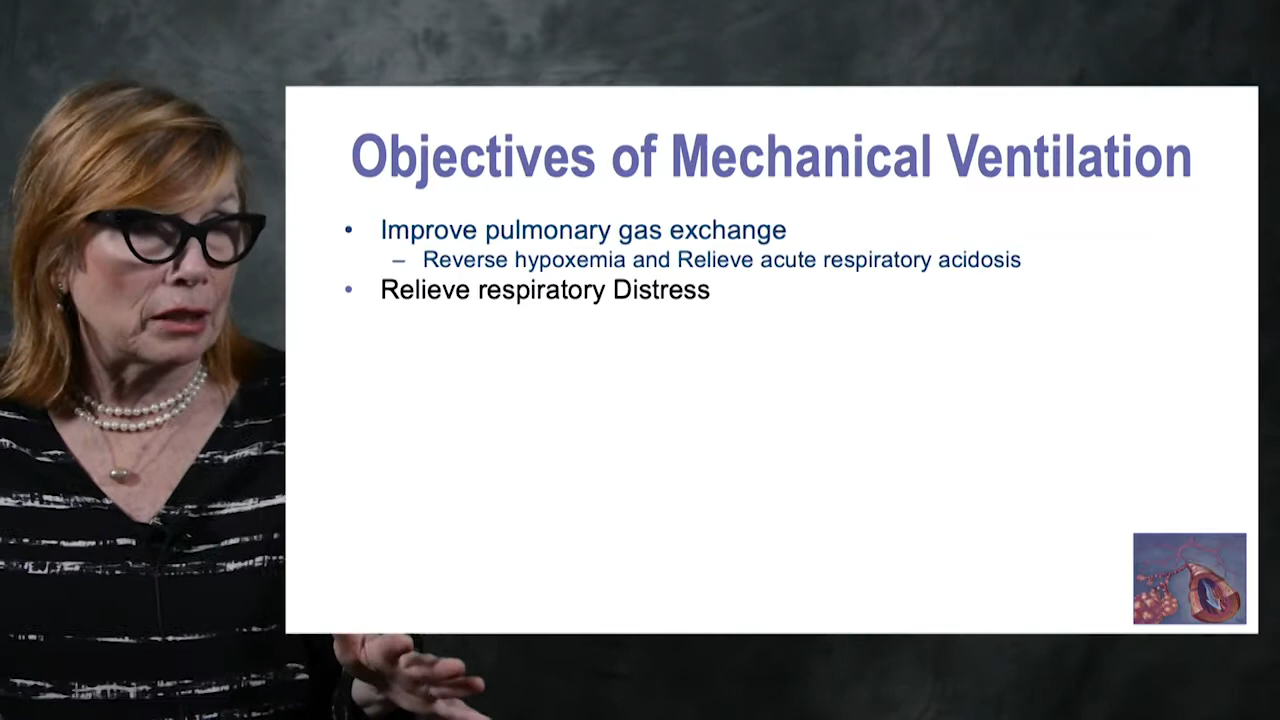 Objectives of Mechanical Ventilation
• Improve pulmonary gas exchange
– Reverse hypoxemia and Relieve acute respiratory acidosis
• Relieve respiratory Distress